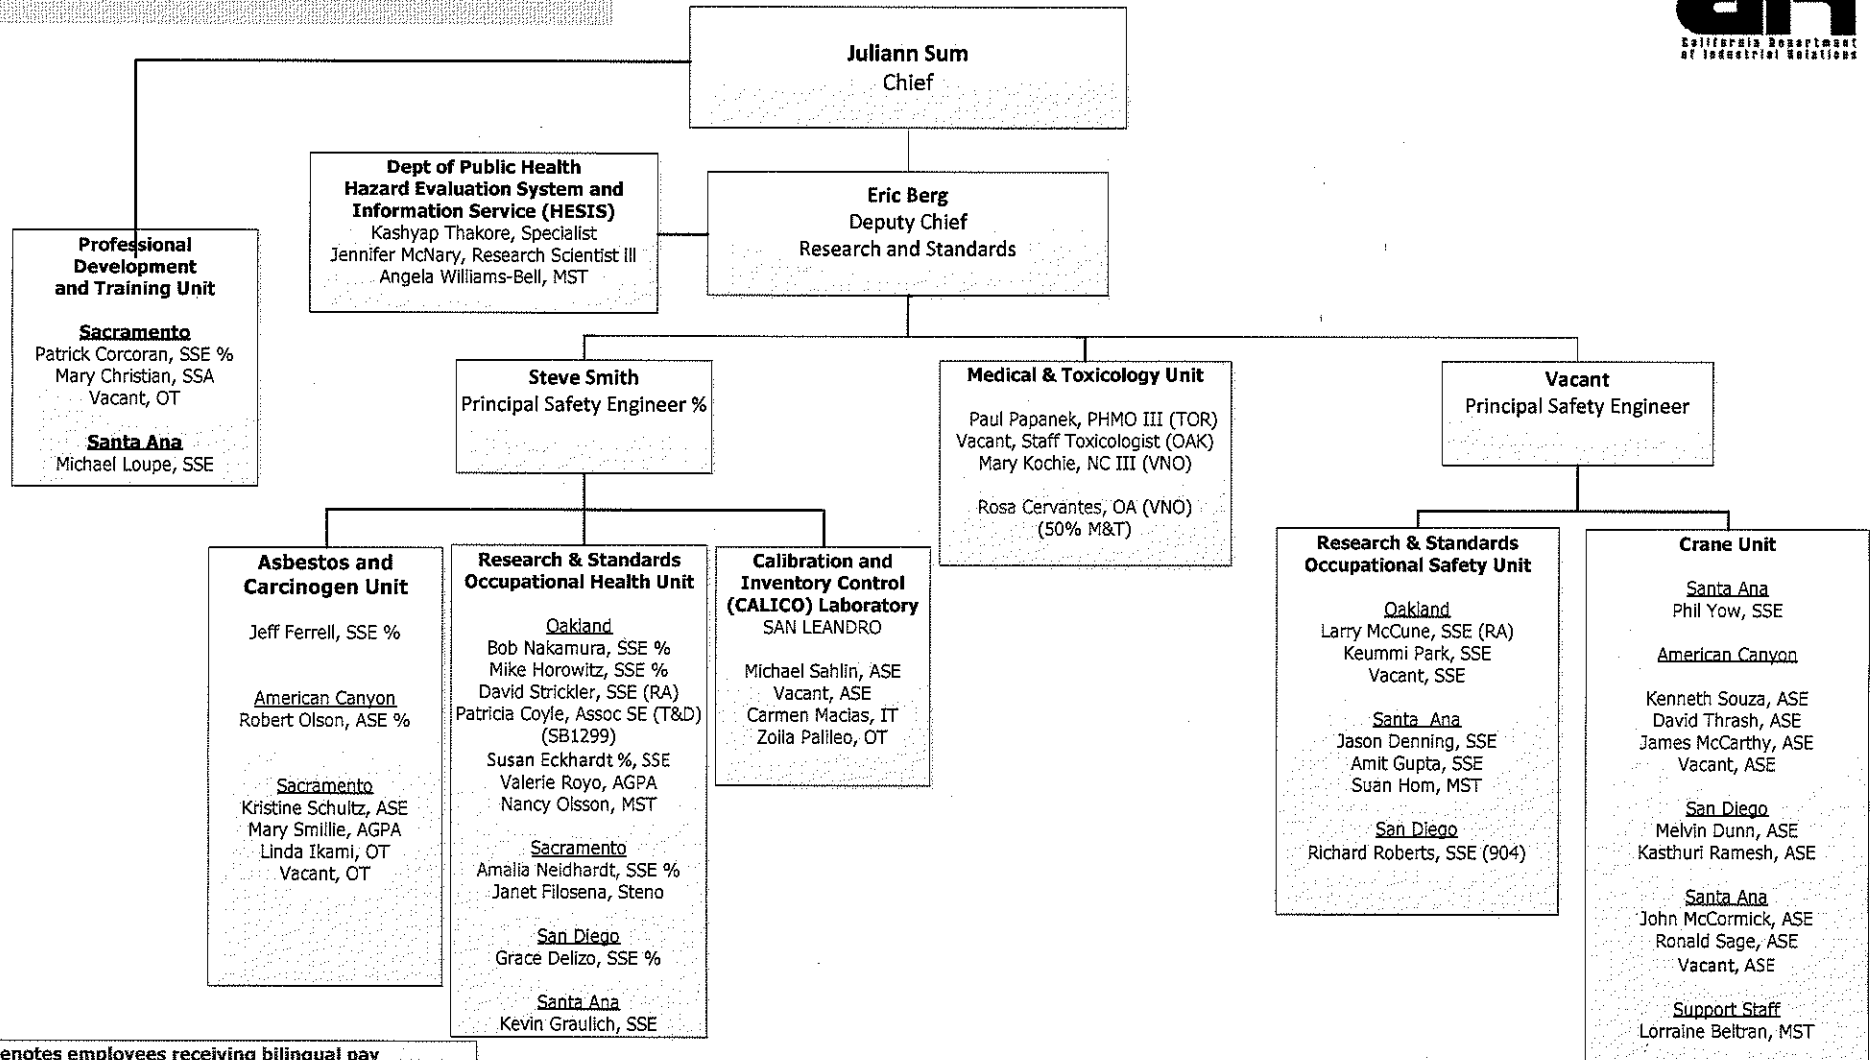 California Department
of Industrial Relations
Juliann Sum
Chief
Dept of Public Health
Hazard Evaluation System and
Information Service (HESIS)
Kashyap Thakore, Specialist
Jennifer McNary, Research Scientist III
Angela Williams-Bell, MST
Eric Berg
Deputy Chief
Research and Standards
Professional
Development
and Training Unit
Sacramento
Patrick Corcoran, SSE %
Mary Christian, SSA
Vacant, OT
Santa Ana
Michael Loupe, SSE
Steve Smith
Principal Safety Engineer %
Medical & Toxicology Unit
Paul Papanek, PHMO III (TOR)
Vacant, Staff Toxicologist (OAK)
Mary Kochie, NC III (VNO)
Rosa Cervantes, OA (VNO)
(50% M&T)
Vacant
Principal Safety Engineer
Asbestos and
Carcinogen Unit
Jeff Ferrell, SSE %
American Canyon
Robert Olson, ASE %
Sacramento
Kristine Schultz, ASE
Mary Smillie, AGPA
Linda Ikami, OT
Vacant, OT
Research & Standards
Occupational Health Unit
Oakland
Bob Nakamura, SSE %
Mike Horowitz, SSE %
David Strickler, SSE (RA)
Patricia Coyle, Assoc SE (T&D)
(SB1299)
Susan Eckhardt %, SSE
Valerie Royo, AGPA
Nancy Olsson, MST
Sacramento
Amalia Neidhardt, SSE %
Janet Filosena, Steno
San Diego
Grace Delizo, SSE %
Santa Ana
Kevin Graulich, SSE
Calibration and
Inventory Control
(CALICO) Laboratory
SAN LEANDRO
Michael Sahlin, ASE
Vacant, ASE
Carmen Macias, IT
Zoila Palileo, OT
Research & Standards
Occupational Safety Unit
Oakland
Larry McCune, SSE (RA)
Keummi Park, SSE
Vacant, SSE
Santa Ana
Jason Denning, SSE
Amit Gupta, SSE
Suan Hom, MST
San Diego
Richard Roberts, SSE (904)
Crane Unit
Santa Ana
Phil Yow, SSE
American Canyon
Kenneth Souza, ASE
David Thrash, ASE
James McCarthy, ASE
Vacant, ASE
San Diego
Melvin Dunn, ASE
Kasthuri Ramesh, ASE
Santa Ana
John McCormick, ASE
Ronald Sage, ASE
Vacant, ASE
Support Staff
Lorraine Beltran, MST
enotes employees receiving bilingual pay